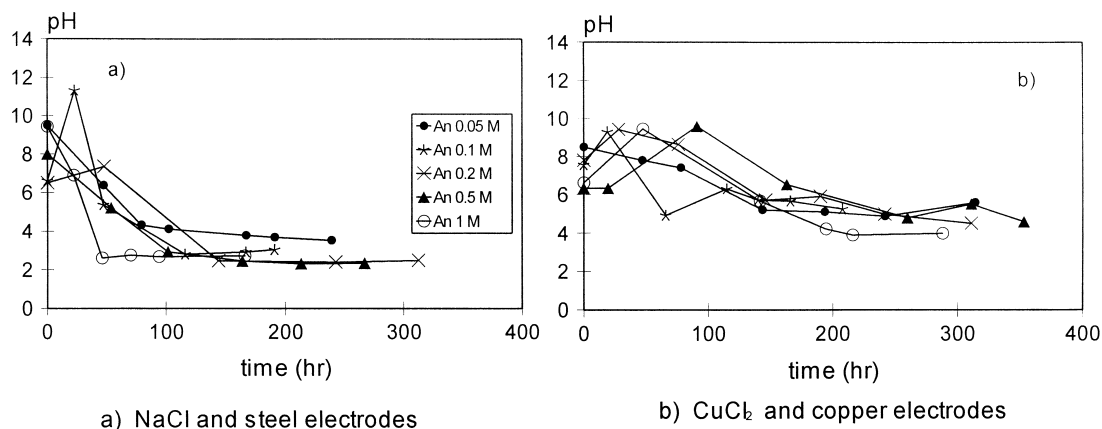 pH
14
12
10
8
6
4
2
0
a)
An 0.05 M
An 0.1 M
An 0.2 M
An 0.5 M
An 1 M
0 100 200 300 400
time (hr)
a) NaCl and steel electrodes
pH
14
12
10
8
6
4
2
0
b)
0 100 200 300 400
time (hr)
b) CuCl₂ and copper electrodes